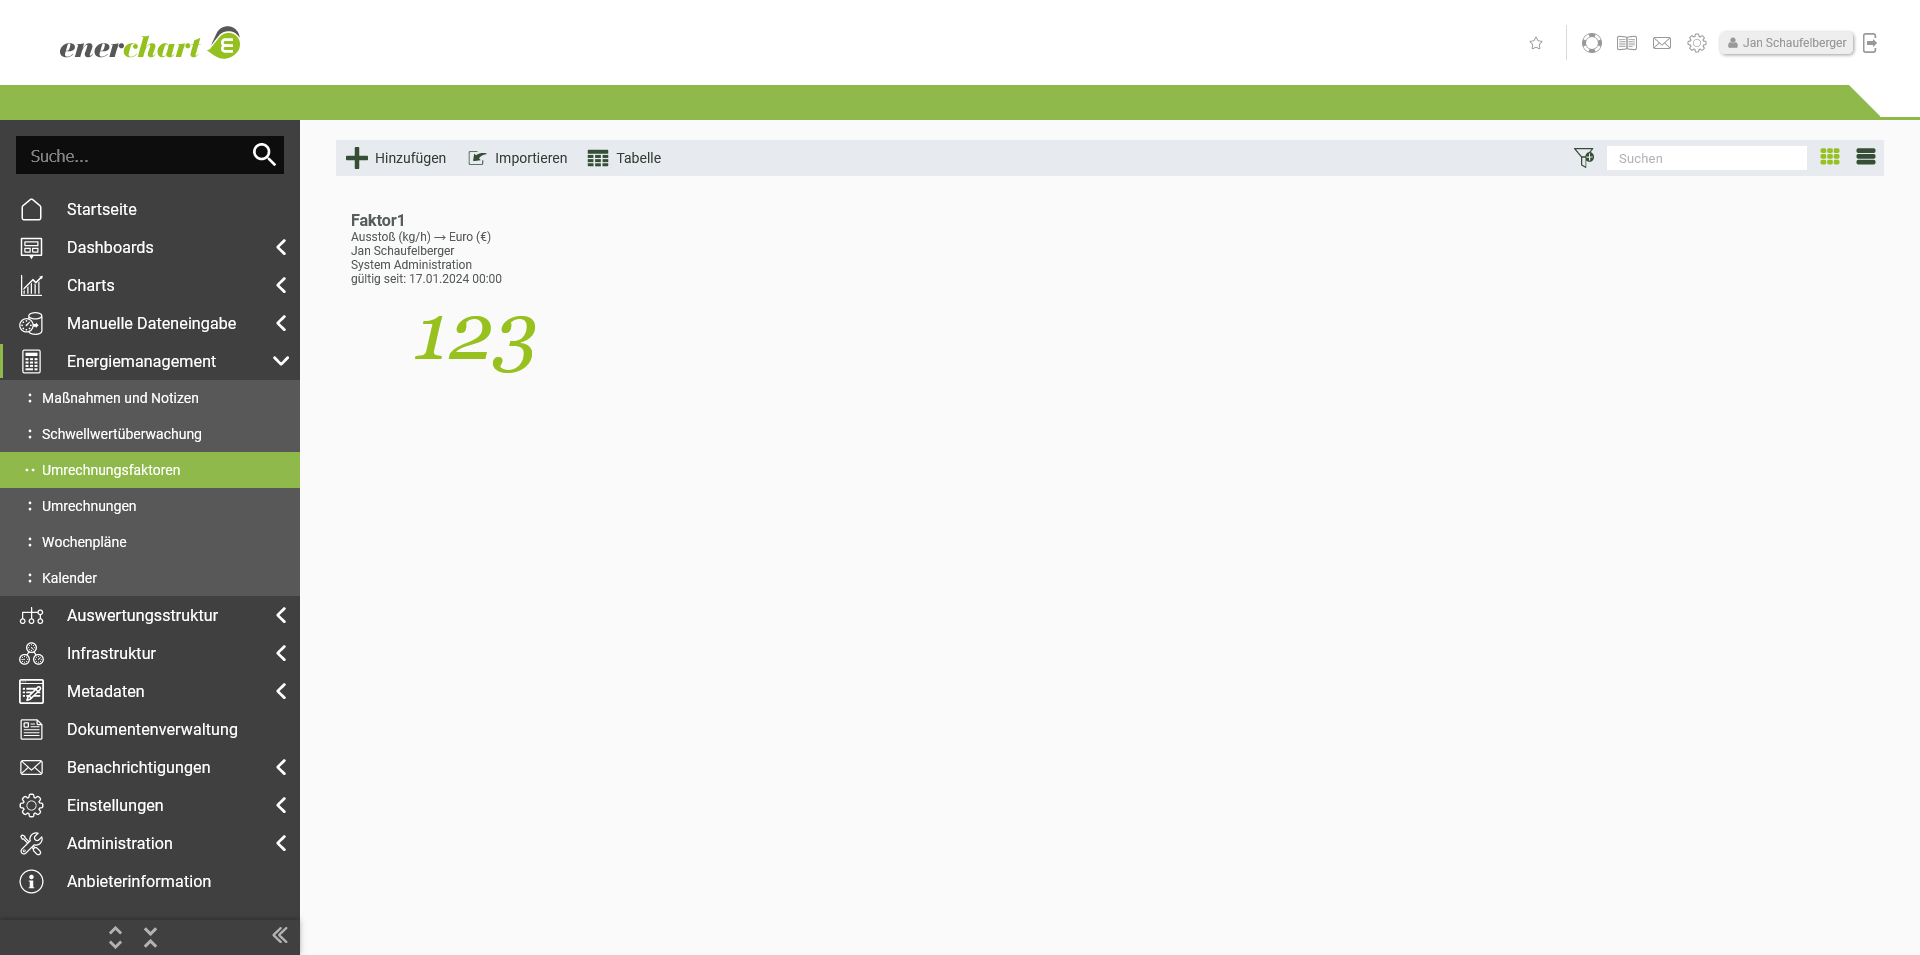 enerchart
Jan Schaufelberger
Suche...
Hinzufügen
Importieren
Tabelle
Suchen
Startseite
Dashboards
Charts
Manuelle Dateneingabe
Energiemanagement
Maßnahmen und Notizen
Schwellwertüberwachung
Umrechnungsfaktoren
Umrechnungen
Wochenpläne
Kalender
Auswertungsstruktur
Infrastruktur
Metadaten
Dokumentenverwaltung
Benachrichtigungen
Einstellungen
Administration
Anbieterinformation
Faktor1
Ausstoß (kg/h) → Euro (€)
Jan Schaufelberger
System Administration
gültig seit: 17.01.2024 00:00
123